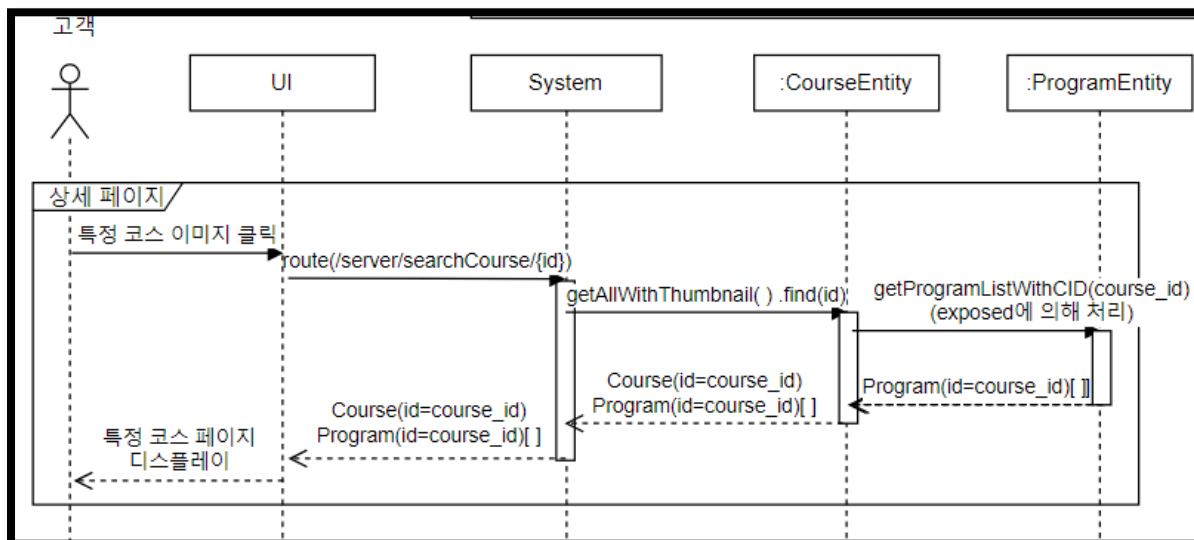 고객
UI
System
:CourseEntity
:ProgramEntity
상세 페이지
특정 코스 이미지 클릭
route(/server/searchCourse/{id})
getAllWithThumbnail( ) .find(id)
getProgramListWithCID(course_id)
(exposed에 의해 처리)
Program(id=course_id)[ ]]
Course(id=course_id)
Program(id=course_id)[ ]
Course(id=course_id)
Program(id=course_id)[ ]
특정 코스 페이지
디스플레이